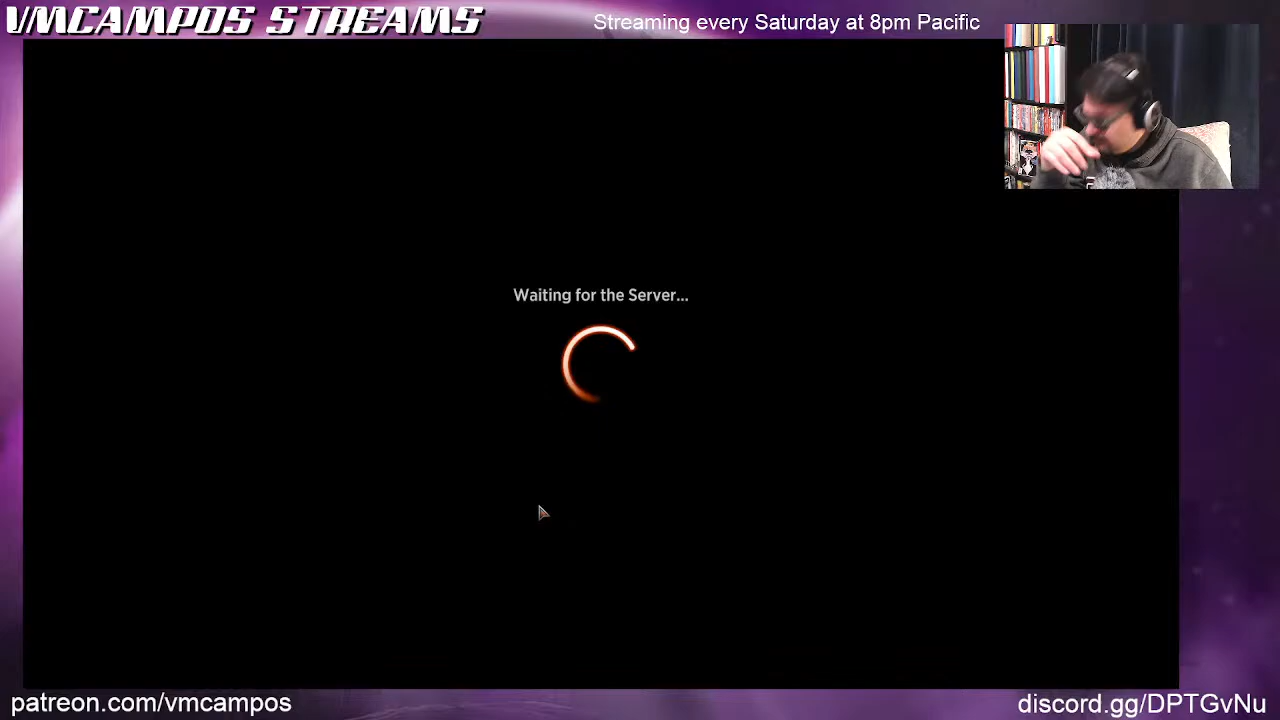 VMCAMPOS STREAMS
Streaming every Saturday at 8pm Pacific
Waiting for the Server...
patreon.com/vmcampos
discord.gg/DPTGvNu